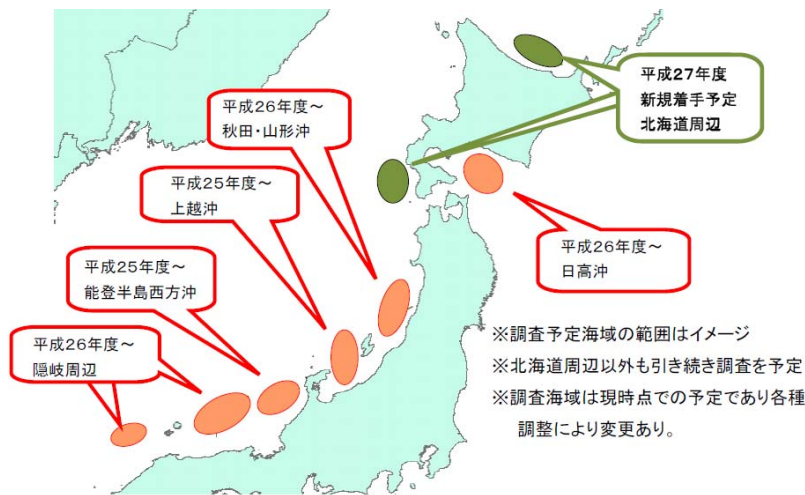 平成27年度
新規着手予定
北海道周辺
平成26年度～
秋田・山形沖
平成25年度～
上越沖
平成25年度～
能登半島西方沖
平成26年度～
隠岐周辺
平成26年度～
日高沖
※調査予定海域の範囲はイメージ
※北海道周辺以外も引き続き調査を予定
※調査海域は現時点での予定であり各種
調整により変更あり。